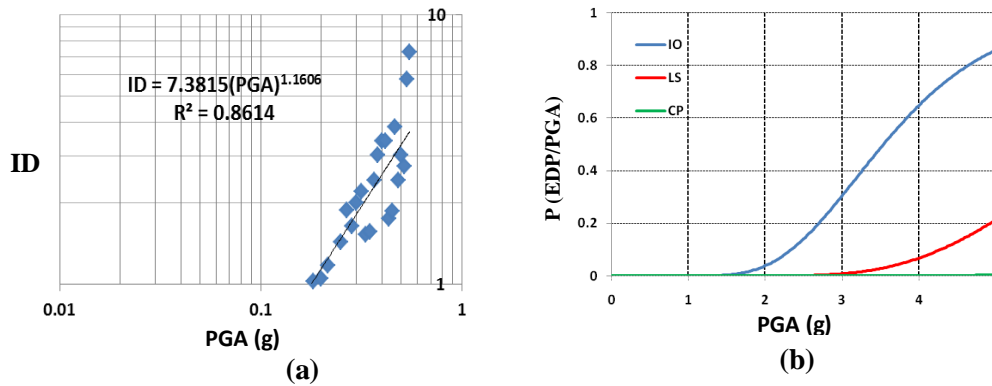 10
ID = 7.3815(PGA)^1.1606
R² = 0.8614
ID
1
0.01
0.1
1
PGA (g)
(a)
1
IO
LS
CP
0.8
0.6
0.4
0.2
0
P (EDP/PGA)
0
1
2
3
4
PGA (g)
(b)